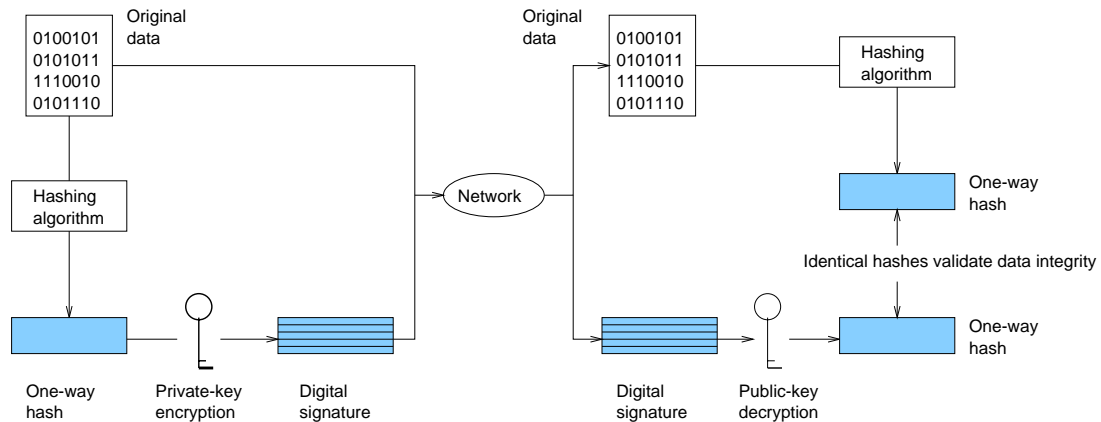 Original
data
0100101
0101011
1110010
0101110
Hashing
algorithm
One-way
hash
Private-key
encryption
Digital
signature
Network
Original
data
0100101
0101011
1110010
0101110
Hashing
algorithm
One-way
hash
Identical hashes validate data integrity
One-way
hash
Digital
signature
Public-key
decryption